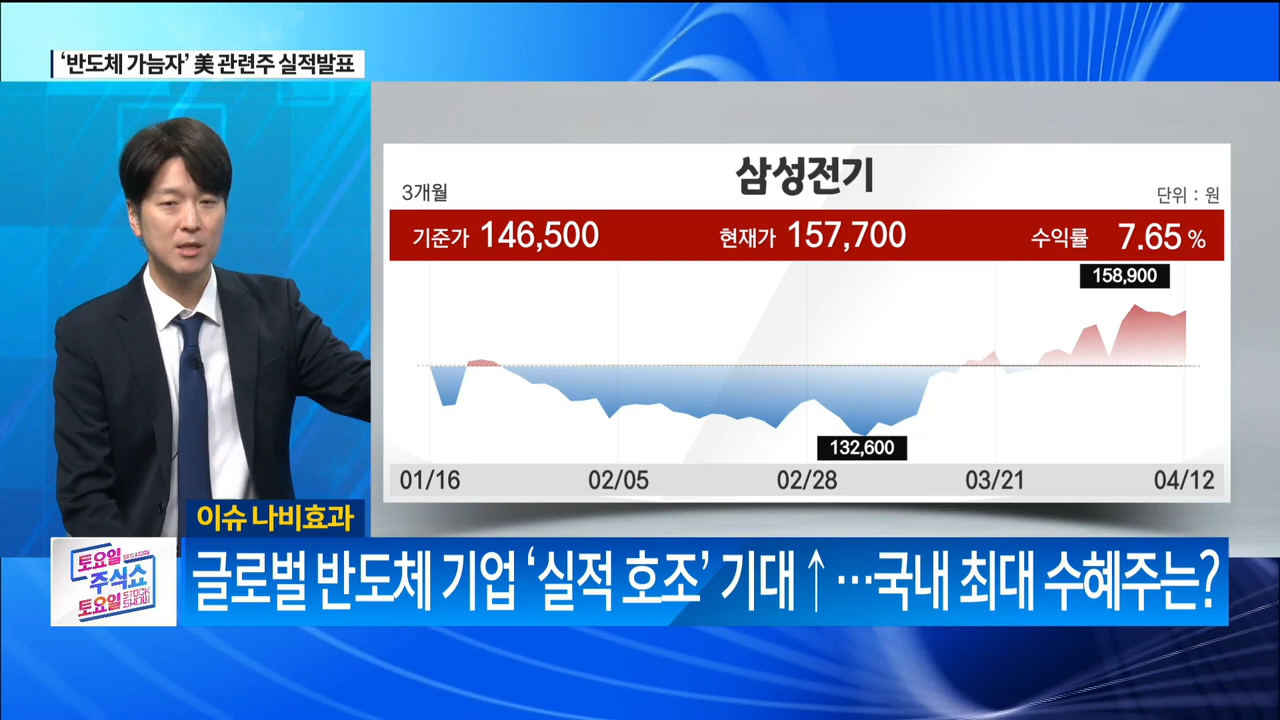 ‘반도체 가늠자’ 美 관련주 실적발표
삼성전기
3개월
단위 : 원
기준가 146,500 현재가 157,700 수익률 7.65 %
158,900
132,600
01/16 02/05 02/28 03/21 04/12
이슈 나비효과
글로벌 반도체 기업 ‘실적 호조’ 기대↑…국내 최대 수혜주는?
토요일
주식쇼
토요일
STOCK
SHOW